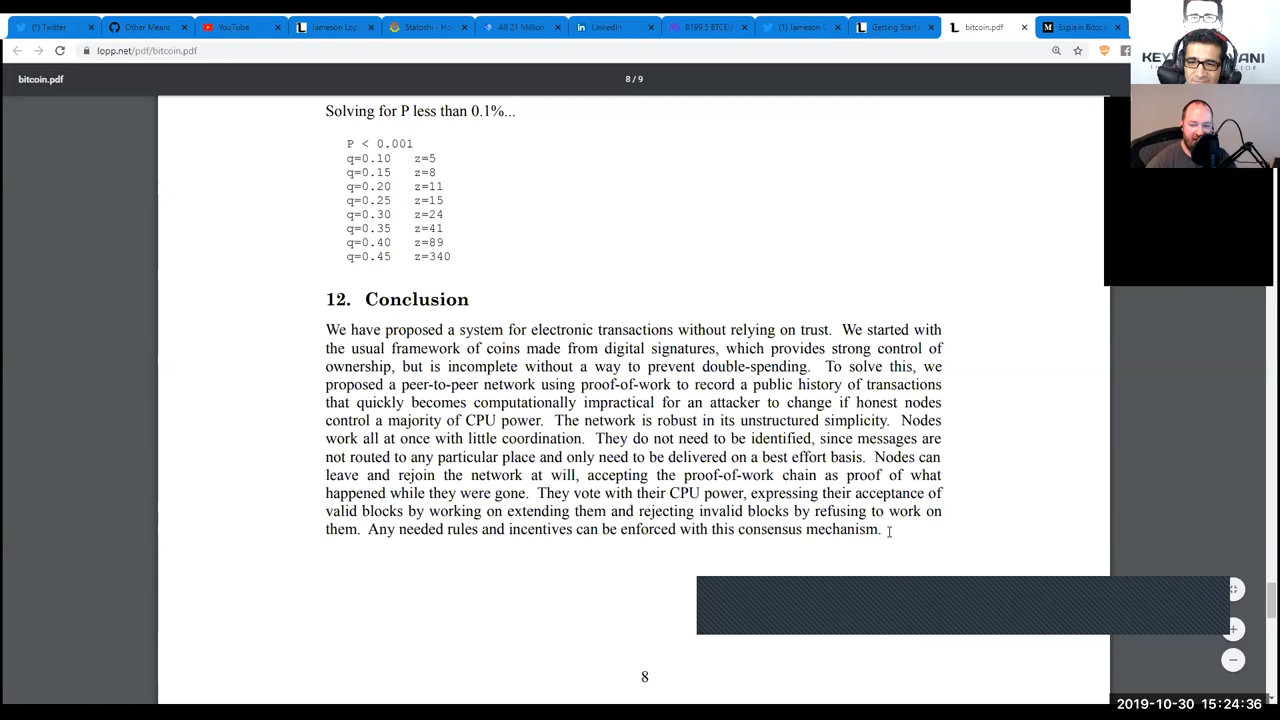 (1) Twitter
Other Means
YouTube
Jameson Lop
Statoshi - Ho
All 21 Million
LinkedIn
8199.5 BTCEU
(1) Jameson L
Getting Starte
bitcoin.pdf
Explain Bitcoi
lopp.net/pdf/bitcoin.pdf
bitcoin.pdf
8 / 9
Solving for P less than 0.1%...
P < 0.001
q=0.10 z=5
q=0.15 z=8
q=0.20 z=11
q=0.25 z=15
q=0.30 z=24
q=0.35 z=41
q=0.40 z=89
q=0.45 z=340
12. Conclusion
We have proposed a system for electronic transactions without relying on trust. We started with
the usual framework of coins made from digital signatures, which provides strong control of
ownership, but is incomplete without a way to prevent double-spending. To solve this, we
proposed a peer-to-peer network using proof-of-work to record a public history of transactions
that quickly becomes computationally impractical for an attacker to change if honest nodes
control a majority of CPU power. The network is robust in its unstructured simplicity. Nodes
work all at once with little coordination. They do not need to be identified, since messages are
not routed to any particular place and only need to be delivered on a best effort basis. Nodes can
leave and rejoin the network at will, accepting the proof-of-work chain as proof of what
happened while they were gone. They vote with their CPU power, expressing their acceptance of
valid blocks by working on extending them and rejecting invalid blocks by refusing to work on
them. Any needed rules and incentives can be enforced with this consensus mechanism.
8
2019-10-30 15:24:36